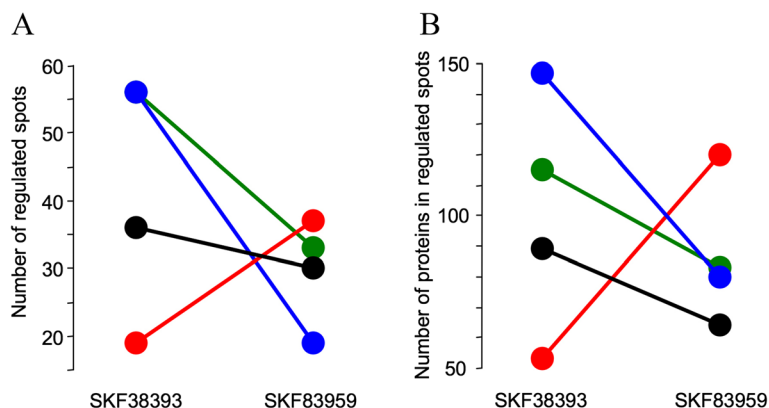 A
Number of regulated spots
60
50
40
30
20
SKF38393
SKF83959
B
Number of proteins in regulated spots
150
100
50
SKF38393
SKF83959